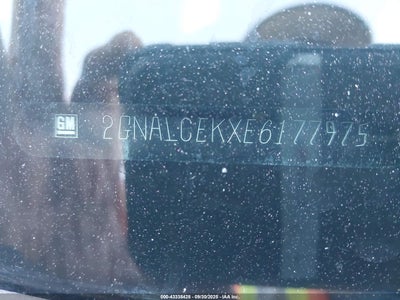 GM 2GNALCEKXE6177975
000-43338428 - 09/30/2025 - IAA Inc.